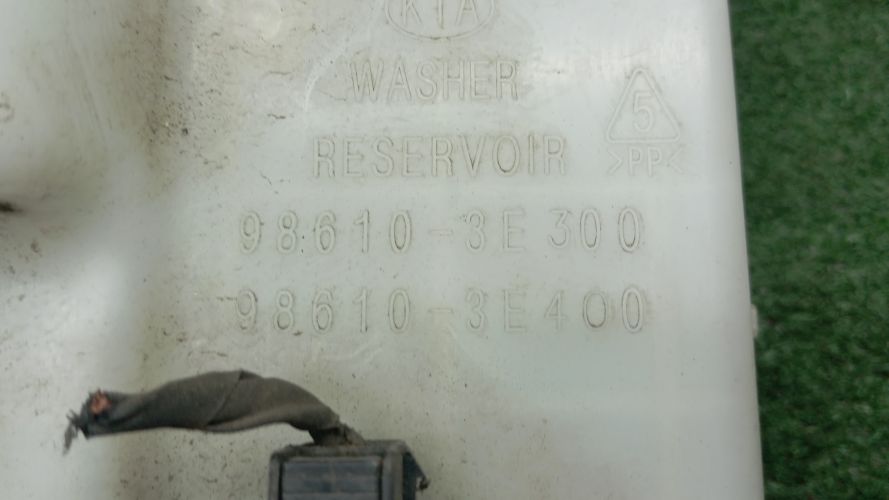 KIA
WASHER
5
RESERVOIR
>PP<
98610-3E300
98610-3E400